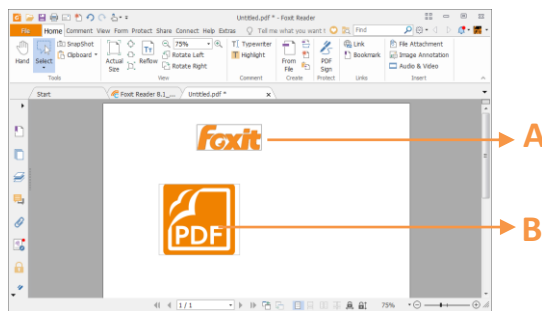 Untitled.pdf * - Foxit Reader
File Home Comment View Form Protect Share Connect Help Extras Tell me what you want t Find
Hand Select SnapShot Clipboard Actual Size Reflow 75% Rotate Left Rotate Right Typewriter Highlight From File PDF Sign Link Bookmark File Attachment Image Annotation Audio & Video
Tools View Comment Create Protect Links Insert
Start Foxit Reader 8.1_... Untitled.pdf * x
foxit
A
PDF
B
1 / 1 75%